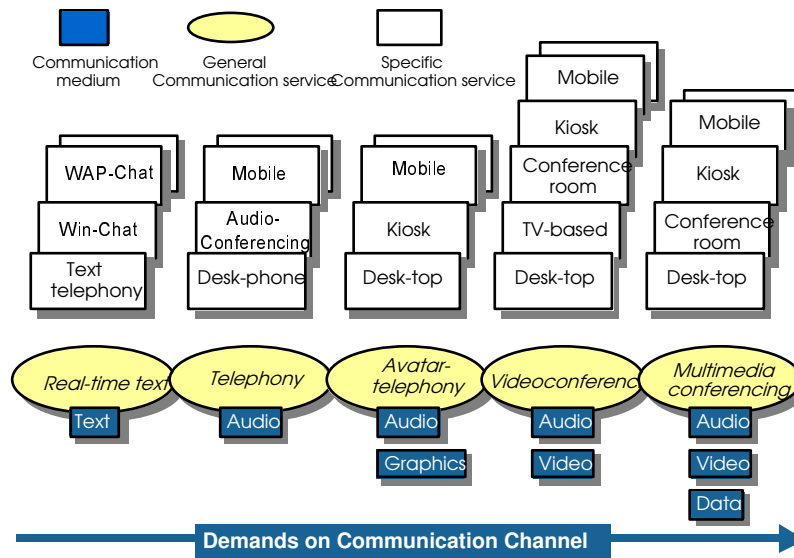 Communication
medium
General
Communication service
Specific
Communication service
WAP-Chat
Win-Chat
Text
telephony
Mobile
Audio-
Conferencing
Desk-phone
Mobile
Kiosk
Desk-top
Mobile
Kiosk
Conference
room
TV-based
Desk-top
Mobile
Kiosk
Conference
room
Desk-top
Real-time text
Text
Telephony
Audio
Avatar-
telephony
Audio
Graphics
Videoconferenc
Audio
Video
Multimedia
conferencing
Audio
Video
Data
Demands on Communication Channel